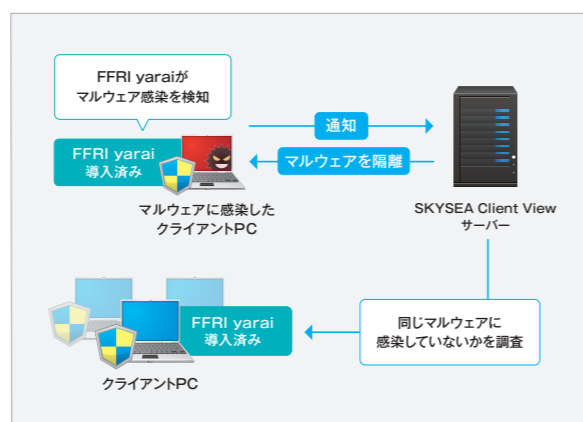 FFRI yaraiが
マルウェア感染を検知
通知
マルウェアを隔離
FFRI yarai
導入済み
マルウェアに感染した
クライアントPC
SKYSEA Client View
サーバー
FFRI yarai
導入済み
同じマルウェアに
感染していないかを調査
クライアントPC